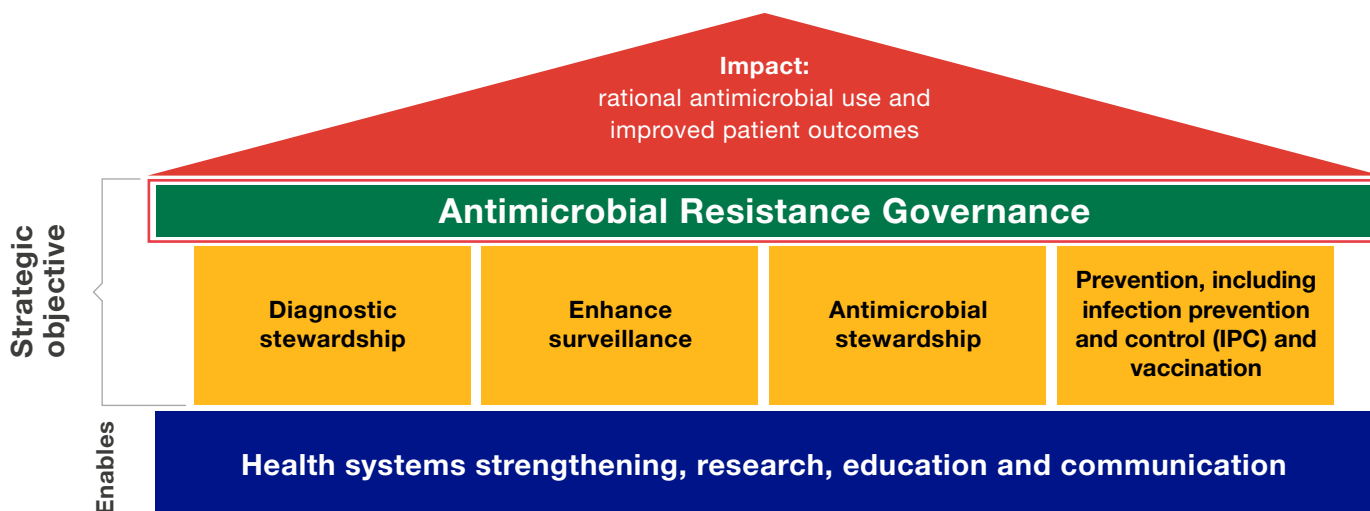 Impact:
rational antimicrobial use and
improved patient outcomes
Antimicrobial Resistance Governance
Strategic
objective
Diagnostic
stewardship
Enhance
surveillance
Antimicrobial
stewardship
Prevention, including
infection prevention
and control (IPC) and
vaccination
Enables
Health systems strengthening, research, education and communication